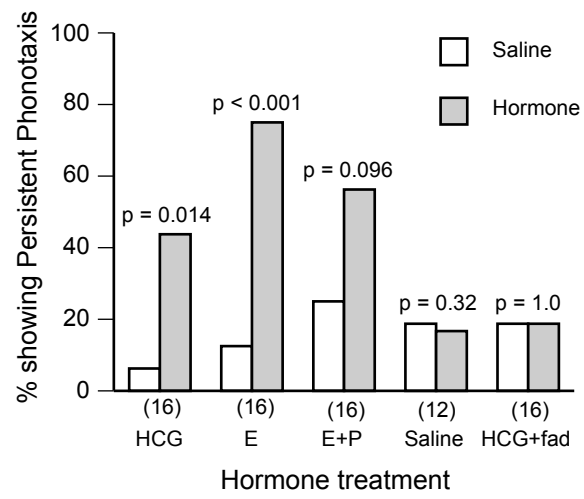 % showing Persistent Phonotaxis
100
80
60
40
20
0
Saline
Hormone
p = 0.014
p < 0.001
p = 0.096
p = 0.32
p = 1.0
(16)
(16)
(16)
(12)
(16)
HCG
E
E+P
Saline
HCG+fad
Hormone treatment